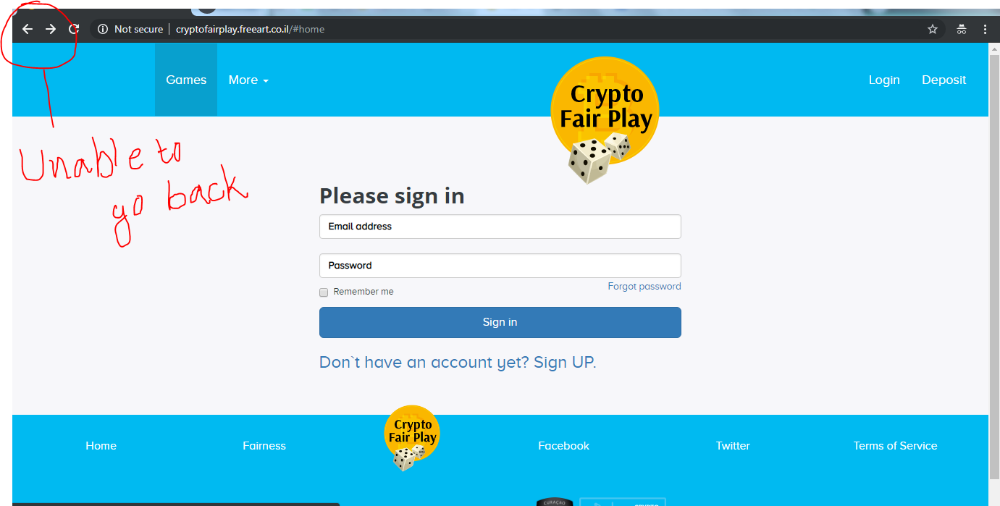 Not secure | cryptofairplay.freeart.co.il/#home
Games More Login Deposit
Crypto
Fair Play
Unable to
go back
Please sign in
Email address
Password
Forgot password
Remember me
Sign in
Don`t have an account yet? Sign UP.
Home Fairness
Crypto
Fair Play
Facebook Twitter Terms of Service
CURAÇAO
CRYPTO